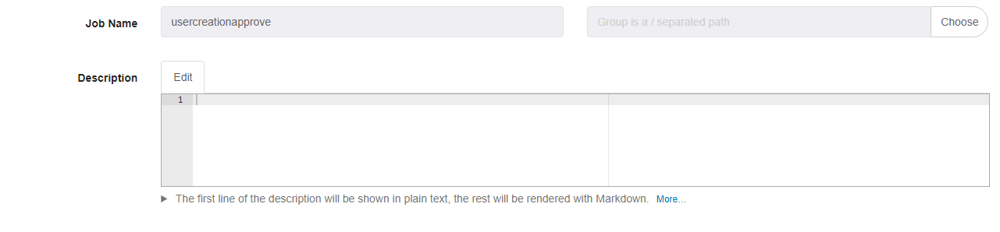 Job Name usercreationapprove Group is a / separated path Choose
Description Edit
1
The first line of the description will be shown in plain text, the rest will be rendered with Markdown. More...